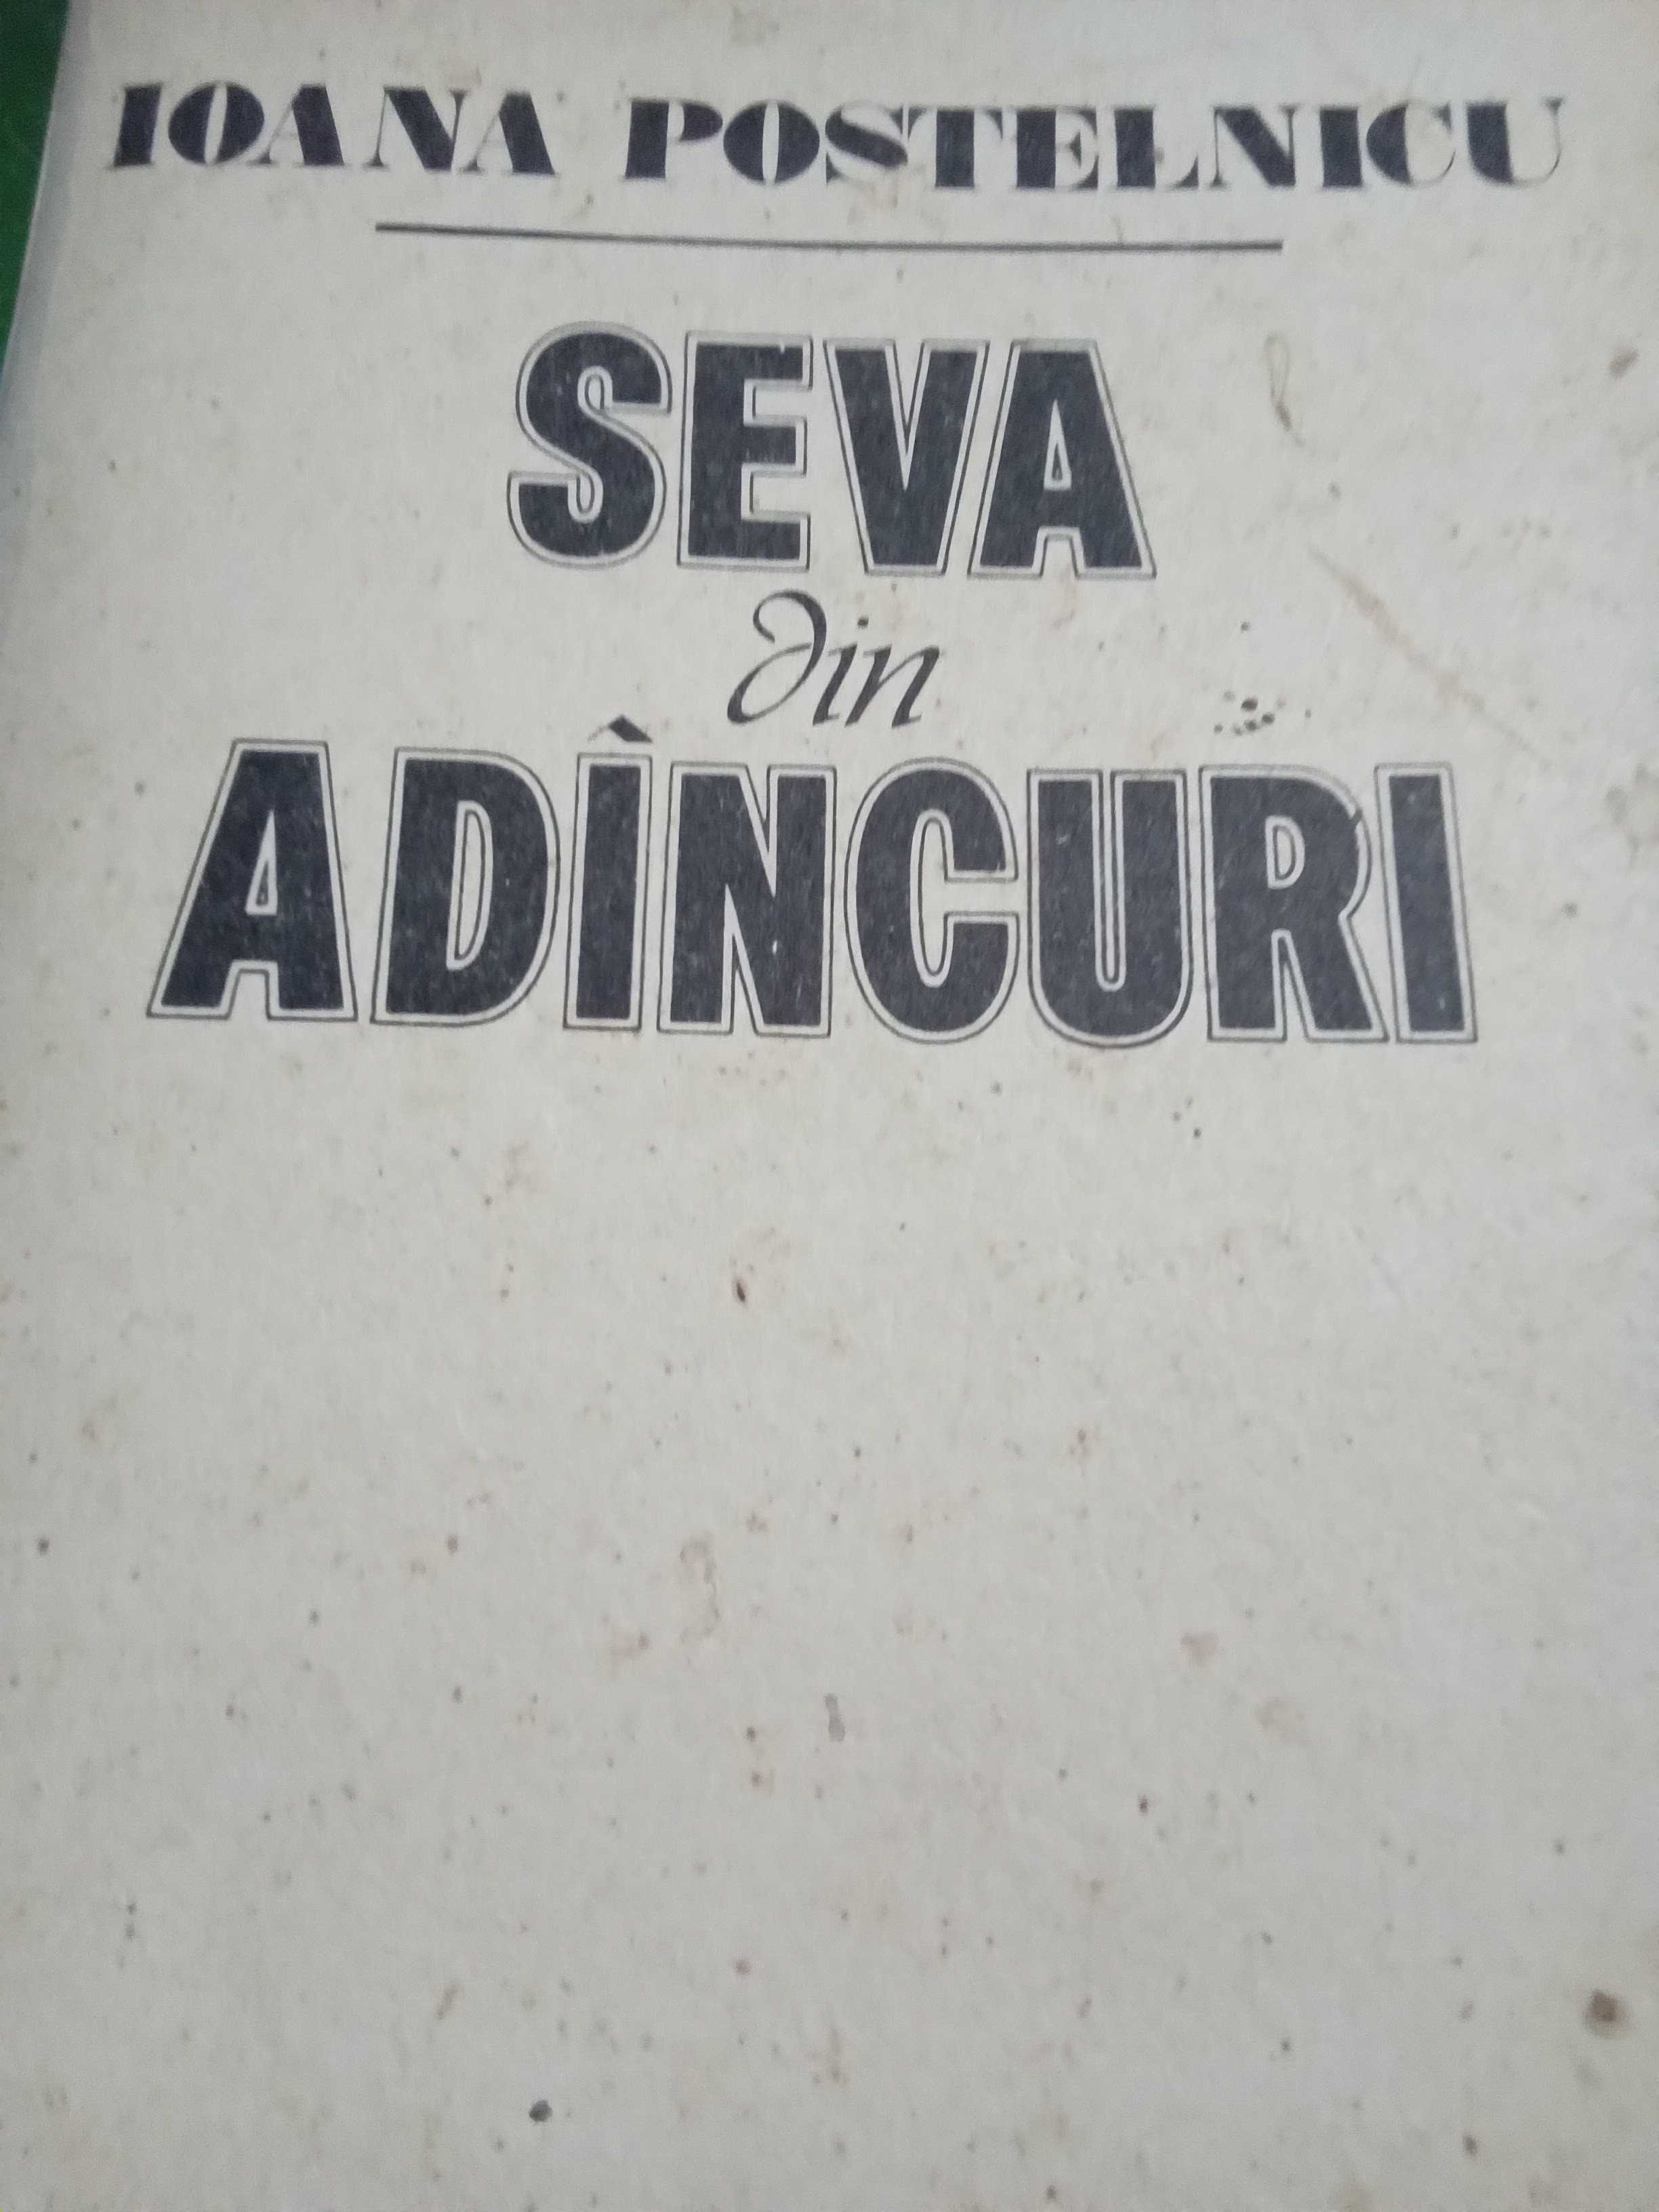 IOANA POSTELNICU
SEVA
din
ADÎNCURI